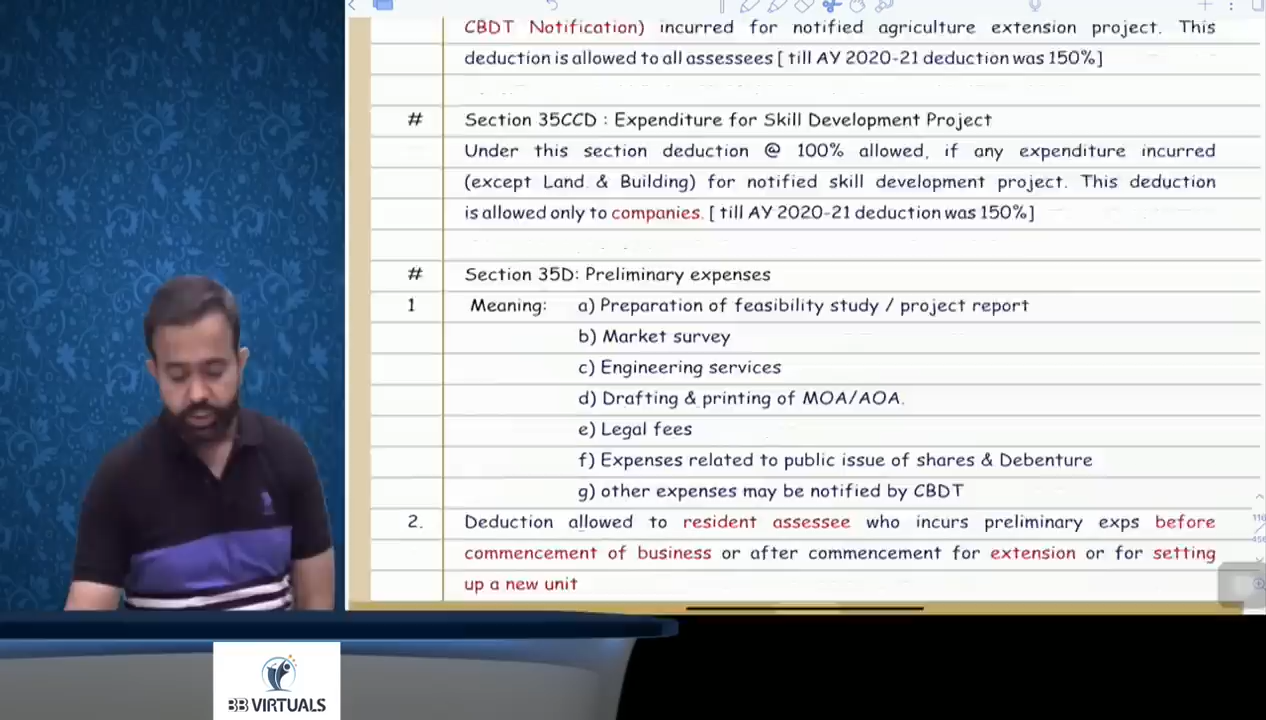 CBDT Notification) incurred for notified agriculture extension project. This
deduction is allowed to all assessees [ till AY 2020-21 deduction was 150%]
# Section 35CCD : Expenditure for Skill Development Project
Under this section deduction @ 100% allowed, if any expenditure incurred
(except Land & Building) for notified skill development project. This deduction
is allowed only to companies. [ till AY 2020-21 deduction was 150%]
# Section 35D: Preliminary expenses
1 Meaning: a) Preparation of feasibility study / project report
b) Market survey
c) Engineering services
d) Drafting & printing of MOA/AOA.
e) Legal fees
f) Expenses related to public issue of shares & Debenture
g) other expenses may be notified by CBDT
2. Deduction allowed to resident assessee who incurs preliminary exps before
commencement of business or after commencement for extension or for setting
up a new unit
BB VIRTUALS